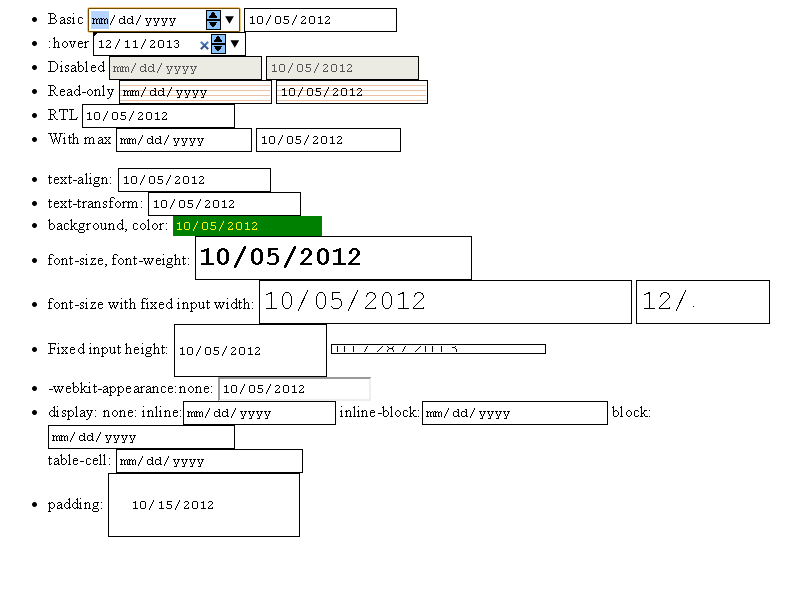 Basic mm/dd/yyyy 10/05/2012
:hover 12/11/2013
Disabled mm/dd/yyyy 10/05/2012
Read-only mm/dd/yyyy 10/05/2012
RTL 10/05/2012
With max mm/dd/yyyy 10/05/2012
text-align: 10/05/2012
text-transform: 10/05/2012
background, color: 10/05/2012
font-size, font-weight: 10/05/2012
font-size with fixed input width: 10/05/2012 12/
Fixed input height: 10/05/2012
-webkit-appearance:none: 10/05/2012
display: none: inline: mm/dd/yyyy inline-block: mm/dd/yyyy block:
mm/dd/yyyy
table-cell: mm/dd/yyyy
padding: 10/15/2012